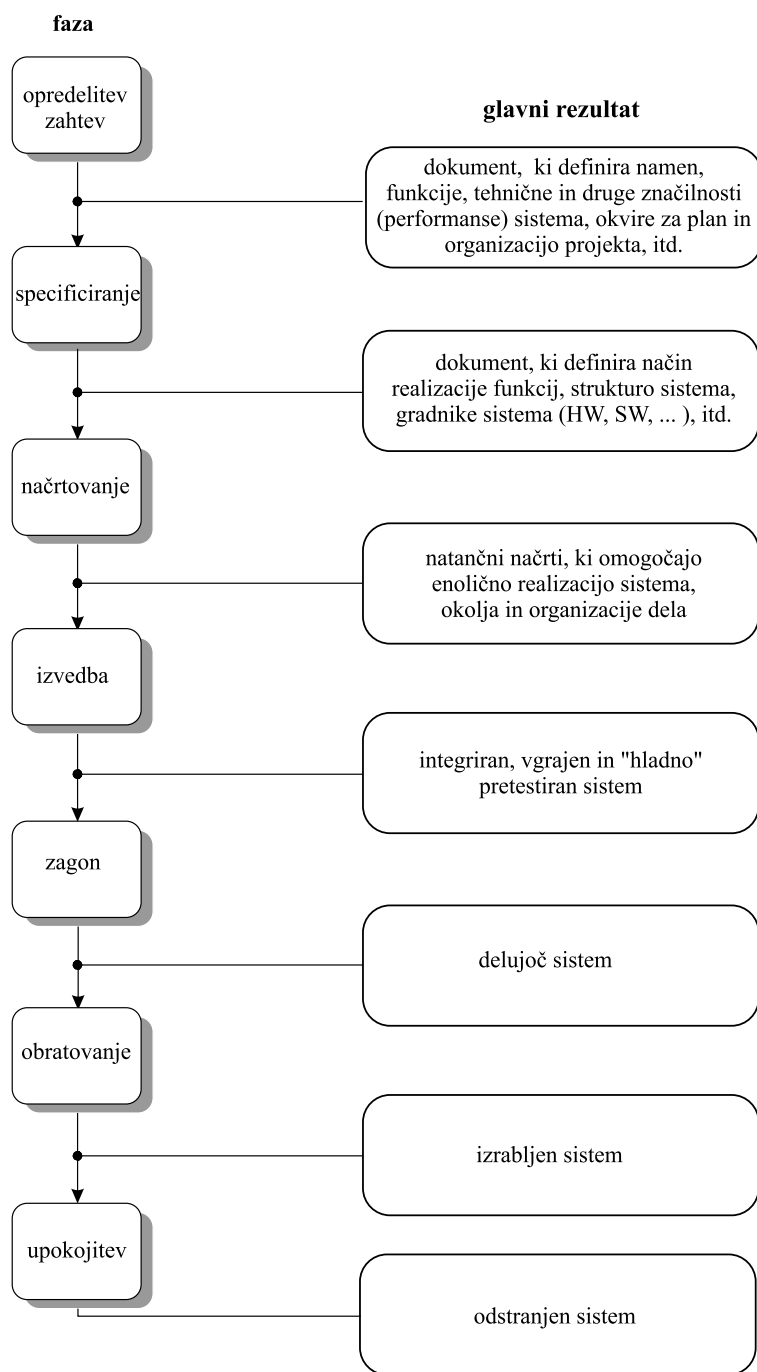 faza
opredelitev
zahtev
glavni rezultat
dokument, ki definira namen,
funkcije, tehnične in druge značilnosti
(performanse) sistema, okvire za plan in
organizacijo projekta, itd.
specificiranje
dokument, ki definira način
realizacije funkcij, strukturo sistema,
gradnike sistema (HW, SW, ... ), itd.
načrtovanje
natančni načrti, ki omogočajo
enolično realizacijo sistema,
okolja in organizacije dela
izvedba
integriran, vgrajen in "hladno"
pretestiran sistem
zagon
delujoč sistem
obratovanje
izrabljen sistem
upokojitev
odstranjen sistem